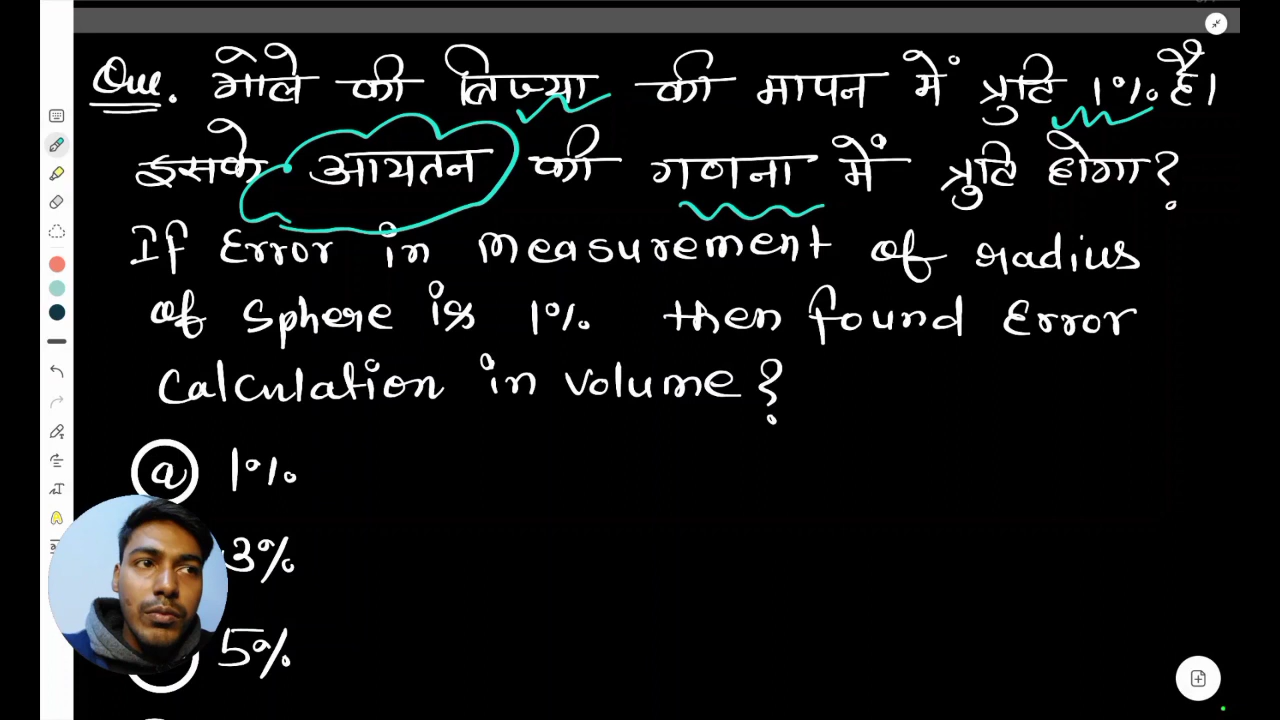 Que. गोले की त्रिज्या की मापन में त्रुटि 1% है।
इसके आयतन की गणना में त्रुटि होगा?
If Error in measurement of radius
of Sphere is 1% then found Error
Calculation in volume?
(a) 1%
3%
5%